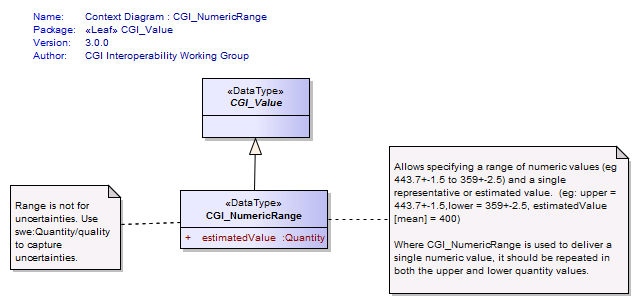 Name: Context Diagram : CGI_NumericRange
Package: «Leaf» CGI_Value
Version: 3.0.0
Author: CGI Interoperability Working Group
«DataType»
CGI_Value
Range is not for
uncertainties. Use
swe:Quantity/quality
to capture
uncertainties.
«DataType»
CGI_NumericRange
+ estimatedValue :Quantity
Allows specifying a range of numeric values (eg
443.7+-1.5 to 359+-2.5) and a single
representative or estimated value. (eg: upper =
443.7+-1.5,lower = 359+-2.5, estimatedValue
[mean] = 400)
Where CGI_NumericRange is used to deliver a
single numeric value, it should be repeated in
both the upper and lower quantity values.